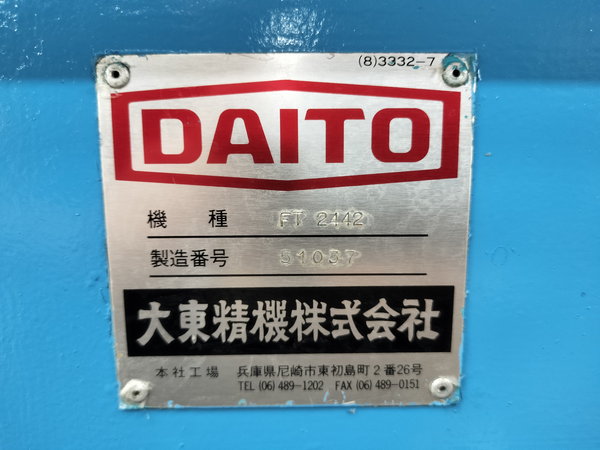 (8)3332-7
DAITO
機 種 FT 2442
製造番号 51037
大東精機株式会社
本社工場 兵庫県尼崎市東初島町2番26号
TEL (06) 489-1202 FAX (06) 489-0151